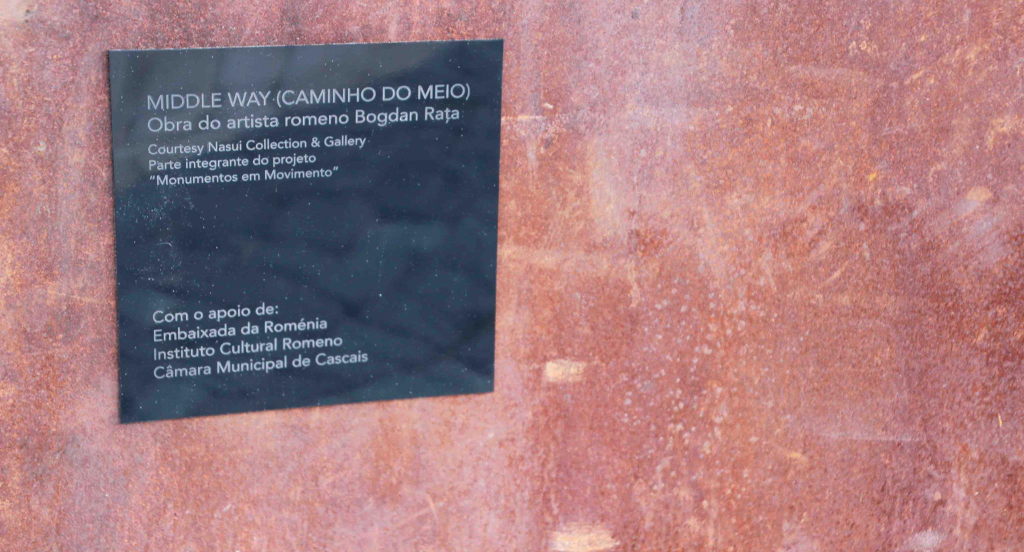 MIDDLE WAY (CAMINHO DO MEIO)
Obra do artista romeno Bogdan Rața
Courtesy Nasui Collection & Gallery
Parte integrante do projeto
“Monumentos em Movimento”
Com o apoio de:
Embaixada da Roménia
Instituto Cultural Romeno
Câmara Municipal de Cascais